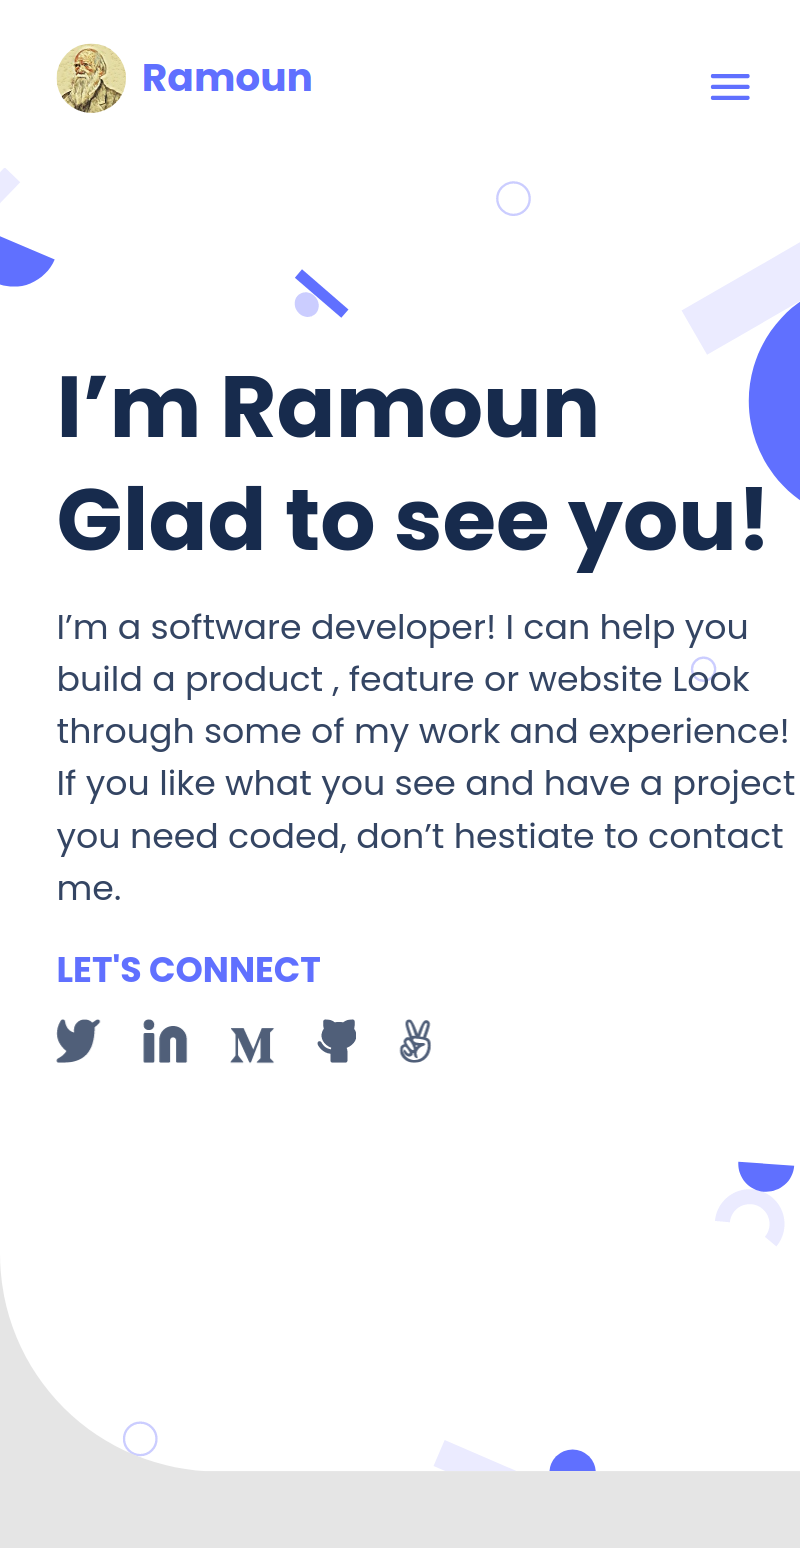 Ramoun
I’m Ramoun
Glad to see you!
I’m a software developer! I can help you
build a product , feature or website Look
through some of my work and experience!
If you like what you see and have a project
you need coded, don’t hestiate to contact
me.
LET'S CONNECT